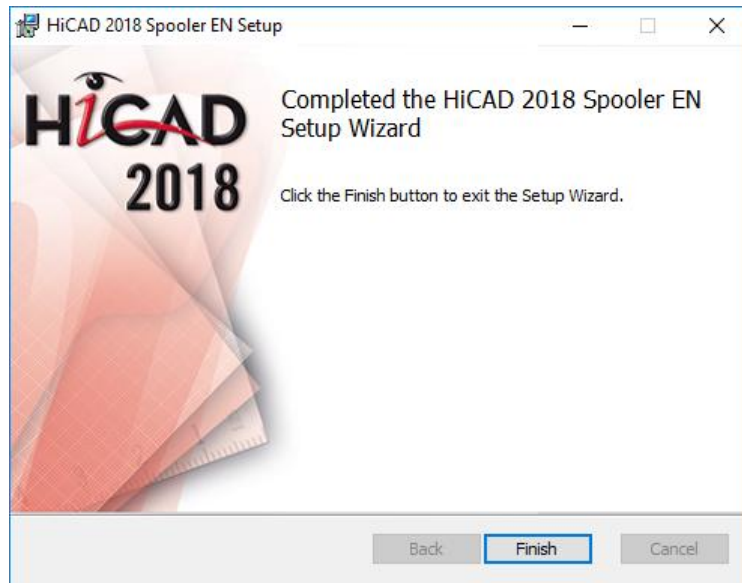 HiCAD 2018 Spooler EN Setup
HiCAD
2018
Completed the HiCAD 2018 Spooler EN
Setup Wizard
Click the Finish button to exit the Setup Wizard.
Back Finish Cancel